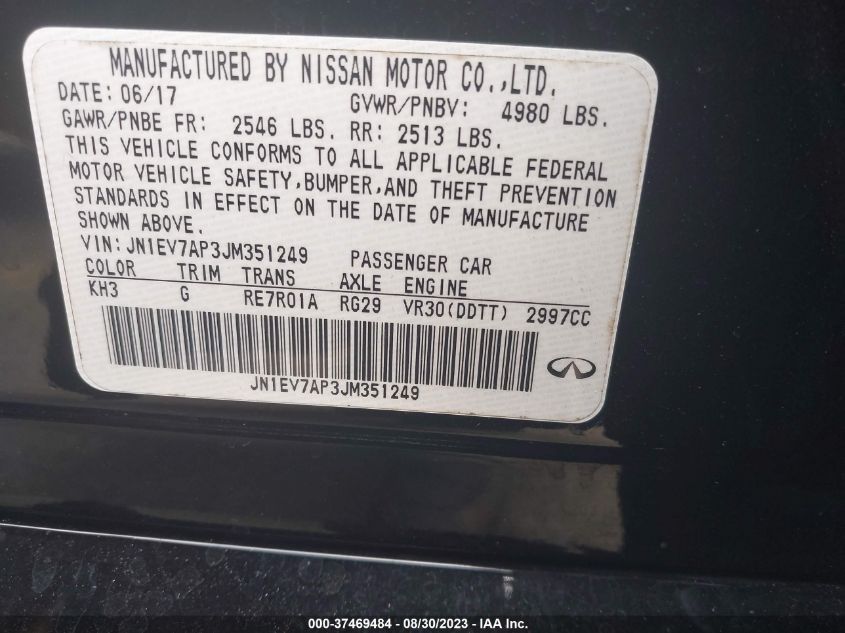 MANUFACTURED BY NISSAN MOTOR CO.,LTD.
DATE: 06/17 GVWR/PNBV: 4980 LBS.
GAWR/PNBE FR: 2546 LBS. RR: 2513 LBS.
THIS VEHICLE CONFORMS TO ALL APPLICABLE FEDERAL
MOTOR VEHICLE SAFETY,BUMPER,AND THEFT PREVENTION
STANDARDS IN EFFECT ON THE DATE OF MANUFACTURE
SHOWN ABOVE.
VIN: JN1EV7AP3JM351249 PASSENGER CAR
COLOR TRIM TRANS AXLE ENGINE
KH3 G RE7R01A RG29 VR30(DDTT) 2997CC
JN1EV7AP3JM351249
000-37469484 - 08/30/2023 - © IAA Inc.